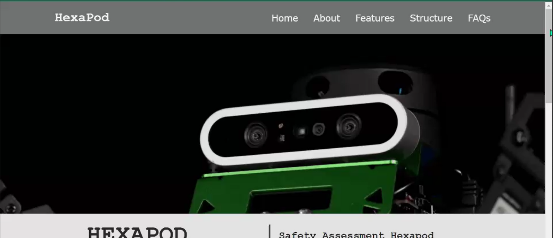 HexaPod
Home About Features Structure FAQs
HEXAPOD
Safety Assessment Hexapod